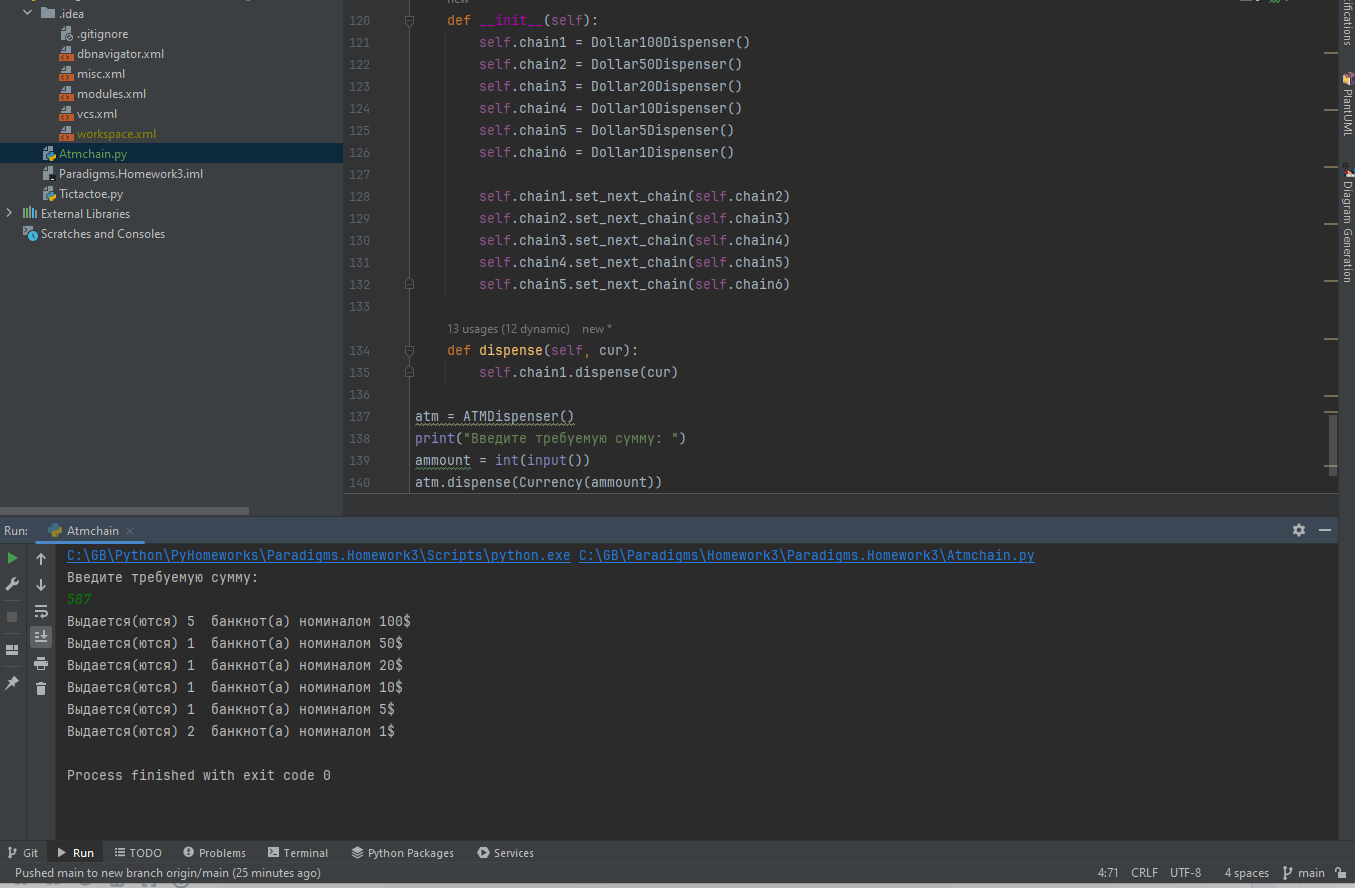 .idea
.gitignore
dbnavigator.xml
misc.xml
modules.xml
vcs.xml
workspace.xml
Atmchain.py
Paradigms.Homework3.iml
Tictactoe.py
External Libraries
Scratches and Consoles
new
120 def __init__(self):
121 self.chain1 = Dollar100Dispenser()
122 self.chain2 = Dollar50Dispenser()
123 self.chain3 = Dollar20Dispenser()
124 self.chain4 = Dollar10Dispenser()
125 self.chain5 = Dollar5Dispenser()
126 self.chain6 = Dollar1Dispenser()
127
128 self.chain1.set_next_chain(self.chain2)
129 self.chain2.set_next_chain(self.chain3)
130 self.chain3.set_next_chain(self.chain4)
131 self.chain4.set_next_chain(self.chain5)
132 self.chain5.set_next_chain(self.chain6)
133
13 usages (12 dynamic) new *
134 def dispense(self, cur):
135 self.chain1.dispense(cur)
136
137 atm = ATMDispenser()
138 print("Введите требуемую сумму: ")
139 ammount = int(input())
140 atm.dispense(Currency(ammount))
PlantUML
Diagram Generation
Run: Atmchain
C:\GB\Python\PyHomeworks\Paradigms.Homework3\Scripts\python.exe C:\GB\Paradigms\Homework3\Paradigms.Homework3\Atmchain.py
Введите требуемую сумму:
587
Выдается(ются) 5  банкнот(а) номиналом 100$
Выдается(ются) 1  банкнот(а) номиналом 50$
Выдается(ются) 1  банкнот(а) номиналом 20$
Выдается(ются) 1  банкнот(а) номиналом 10$
Выдается(ются) 1  банкнот(а) номиналом 5$
Выдается(ются) 2  банкнот(а) номиналом 1$
Process finished with exit code 0
Git Run TODO Problems Terminal Python Packages Services
Pushed main to new branch origin/main (25 minutes ago) 4:71 CRLF UTF-8 4 spaces main